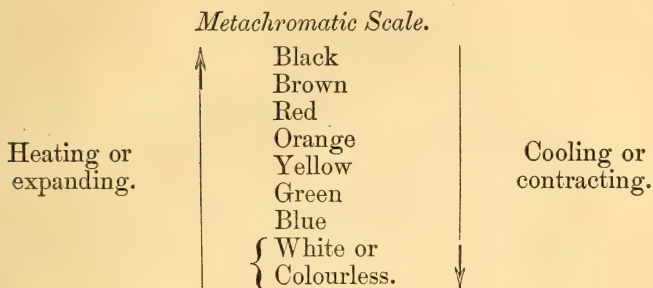 Metachromatic Scale.
Black
Brown
Red
Orange
Heating or
expanding.
Yellow
Green
Blue
{ White or
Colourless.
Cooling or
contracting.